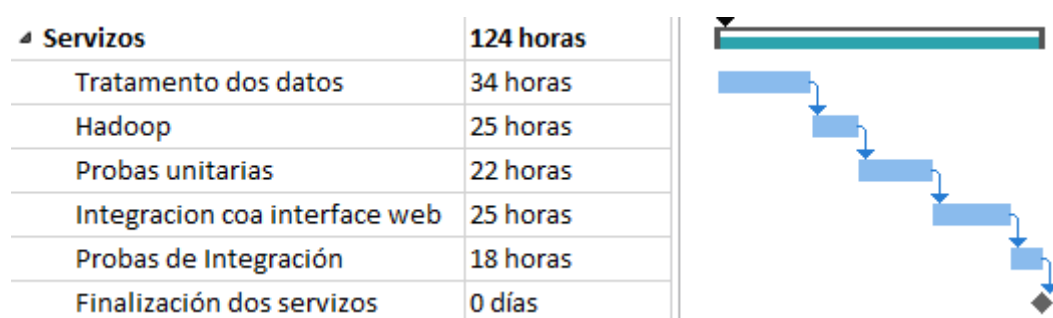 Servizos 124 horas
Tratamento dos datos 34 horas
Hadoop 25 horas
Probas unitarias 22 horas
Integracion coa interface web 25 horas
Probas de Integración 18 horas
Finalización dos servizos 0 días